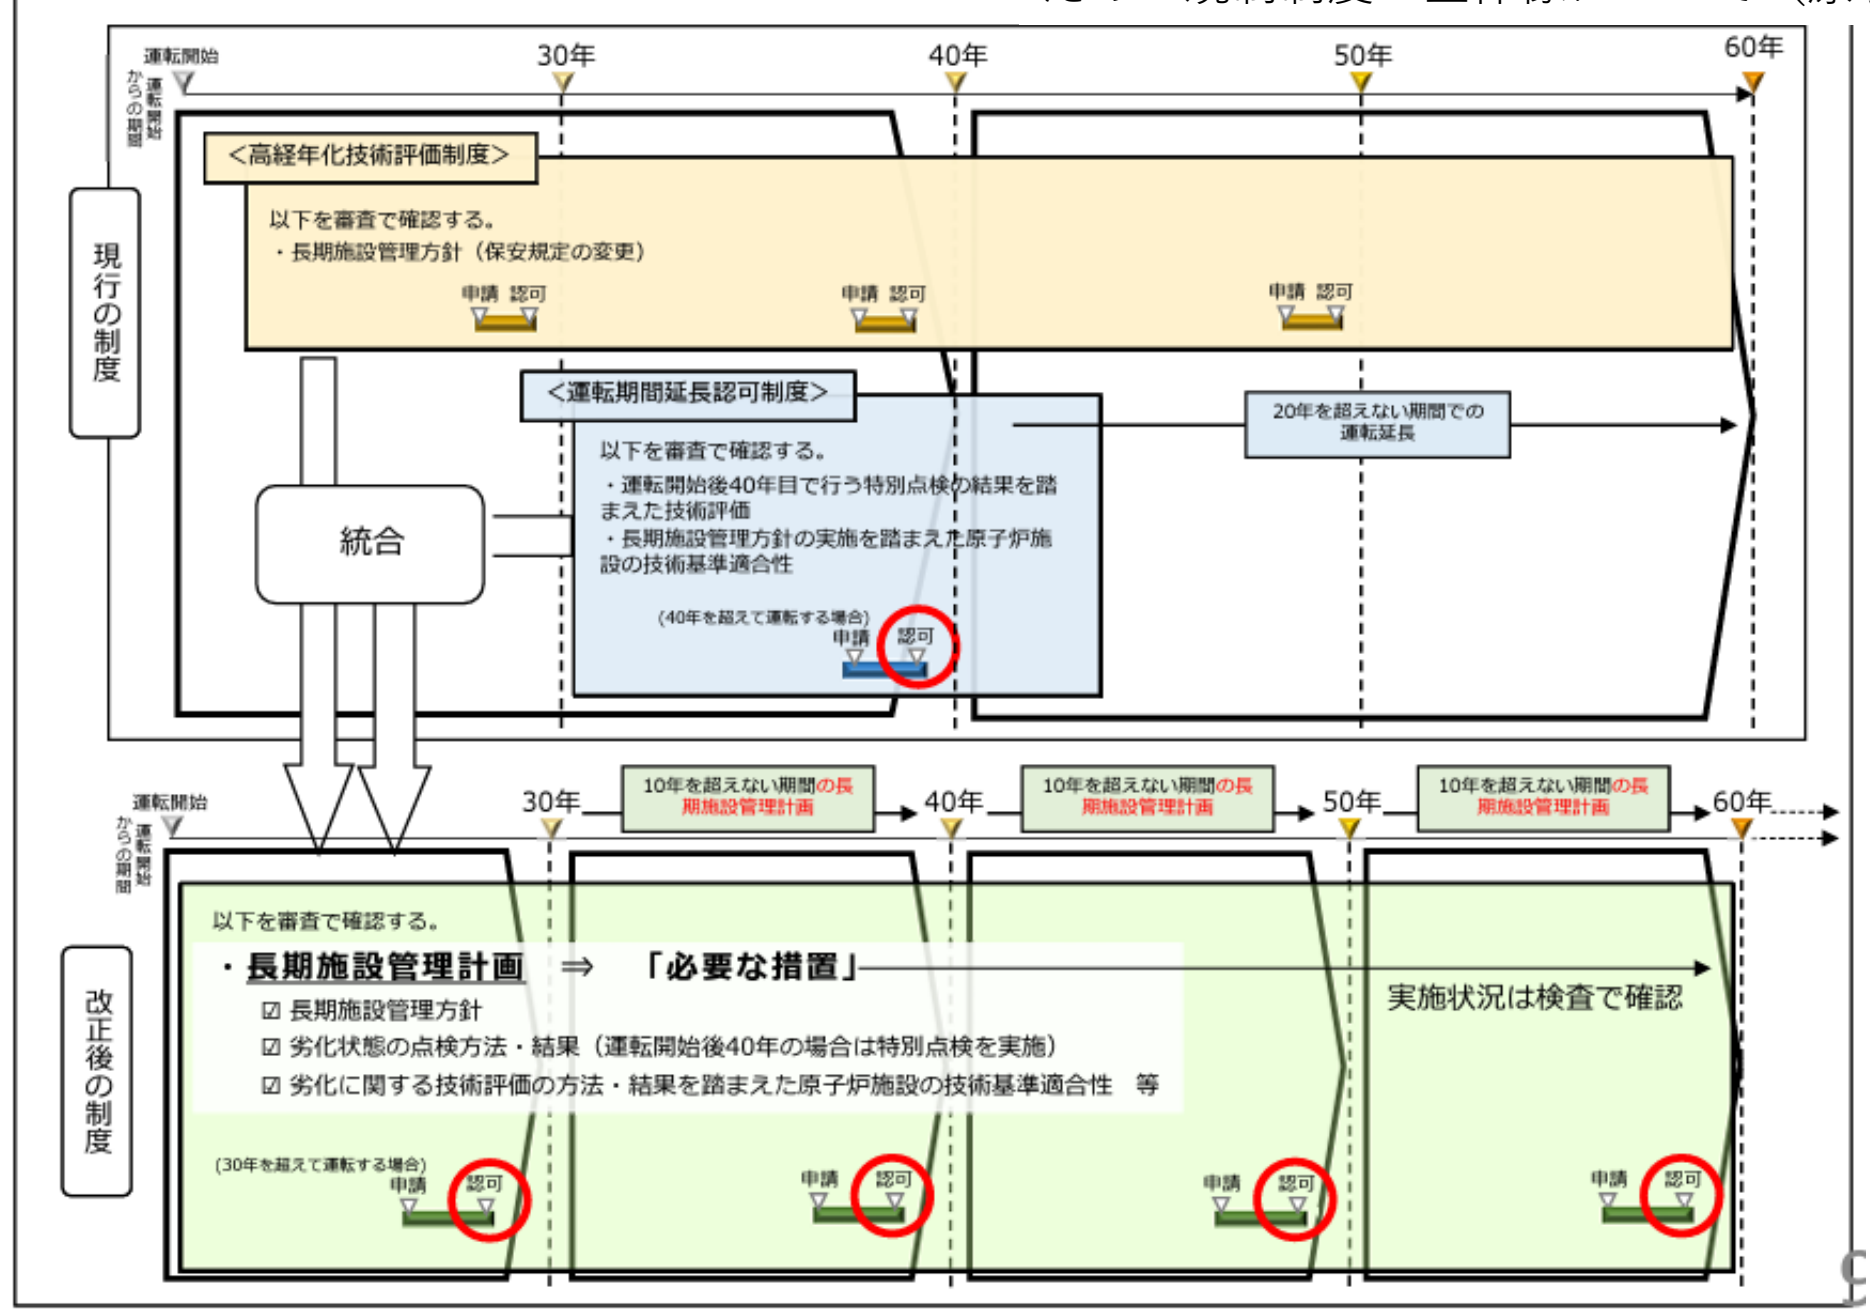 運転開始
30年
40年
50年
60年
運転開始
からの期間
現行の制度
＜高経年化技術評価制度＞
以下を審査で確認する。
・長期施設管理方針（保安規定の変更）
申請 認可
申請 認可
申請 認可
＜運転期間延長認可制度＞
以下を審査で確認する。
・運転開始後40年目で行う特別点検の結果を踏
まえた技術評価
・長期施設管理方針の実施を踏まえた原子炉施
設の技術基準適合性
(40年を超えて運転する場合)
申請 認可
20年を超えない期間での
運転延長
統合
運転開始
30年
10年を超えない期間の長
期施設管理計画
40年
10年を超えない期間の長
期施設管理計画
50年
10年を超えない期間の長
期施設管理計画
60年
運転開始
からの期間
改正後の制度
以下を審査で確認する。
・長期施設管理計画 ⇒ 「必要な措置」
☑ 長期施設管理方針
☑ 劣化状態の点検方法・結果（運転開始後40年の場合は特別点検を実施）
☑ 劣化に関する技術評価の方法・結果を踏まえた原子炉施設の技術基準適合性　等
実施状況は検査で確認
(30年を超えて運転する場合)
申請 認可
申請 認可
申請 認可
申請 認可